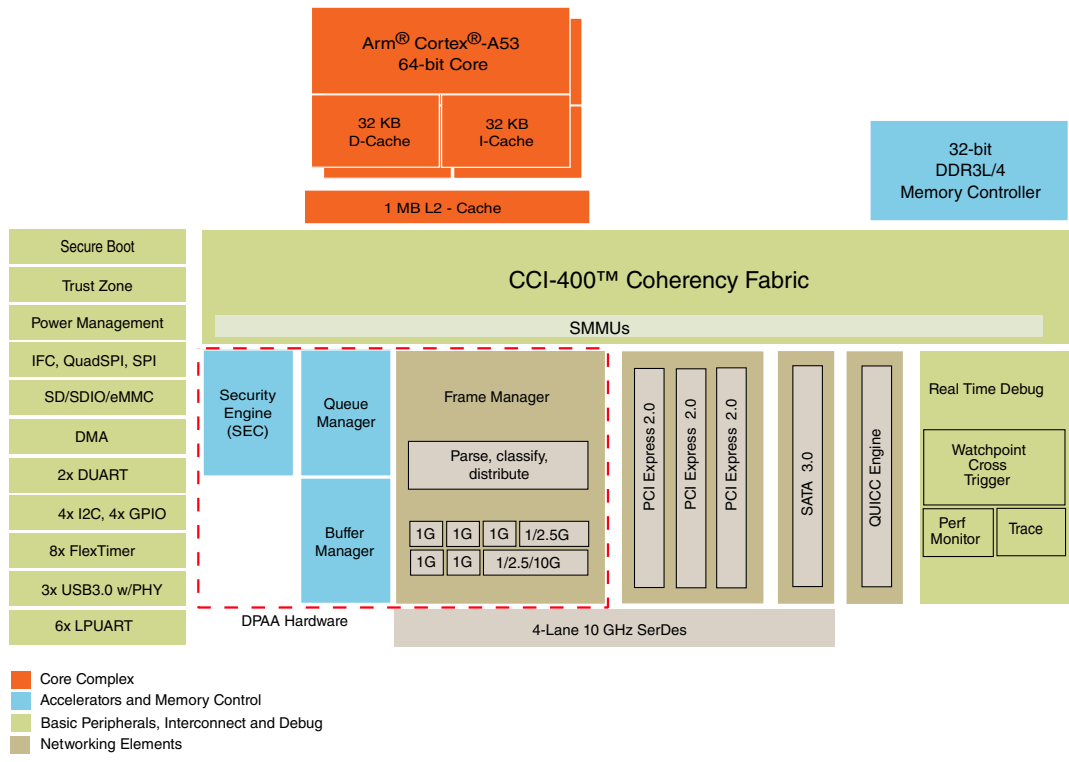 Arm® Cortex®-A53
64-bit Core
32 KB
D-Cache
32 KB
I-Cache
1 MB L2 - Cache
32-bit
DDR3L/4
Memory Controller
Secure Boot
Trust Zone
Power Management
IFC, QuadSPI, SPI
SD/SDIO/eMMC
DMA
2x DUART
4x I2C, 4x GPIO
8x FlexTimer
3x USB3.0 w/PHY
6x LPUART
CCI-400™ Coherency Fabric
SMMUs
Security
Engine
(SEC)
Queue
Manager
Buffer
Manager
Frame Manager
Parse, classify,
distribute
1G 1G 1G 1/2.5G
1G 1G 1/2.5/10G
DPAA Hardware
PCI Express 2.0
PCI Express 2.0
PCI Express 2.0
SATA 3.0
QUICC Engine
Real Time Debug
Watchpoint
Cross
Trigger
Perf
Monitor
Trace
4-Lane 10 GHz SerDes
Core Complex
Accelerators and Memory Control
Basic Peripherals, Interconnect and Debug
Networking Elements